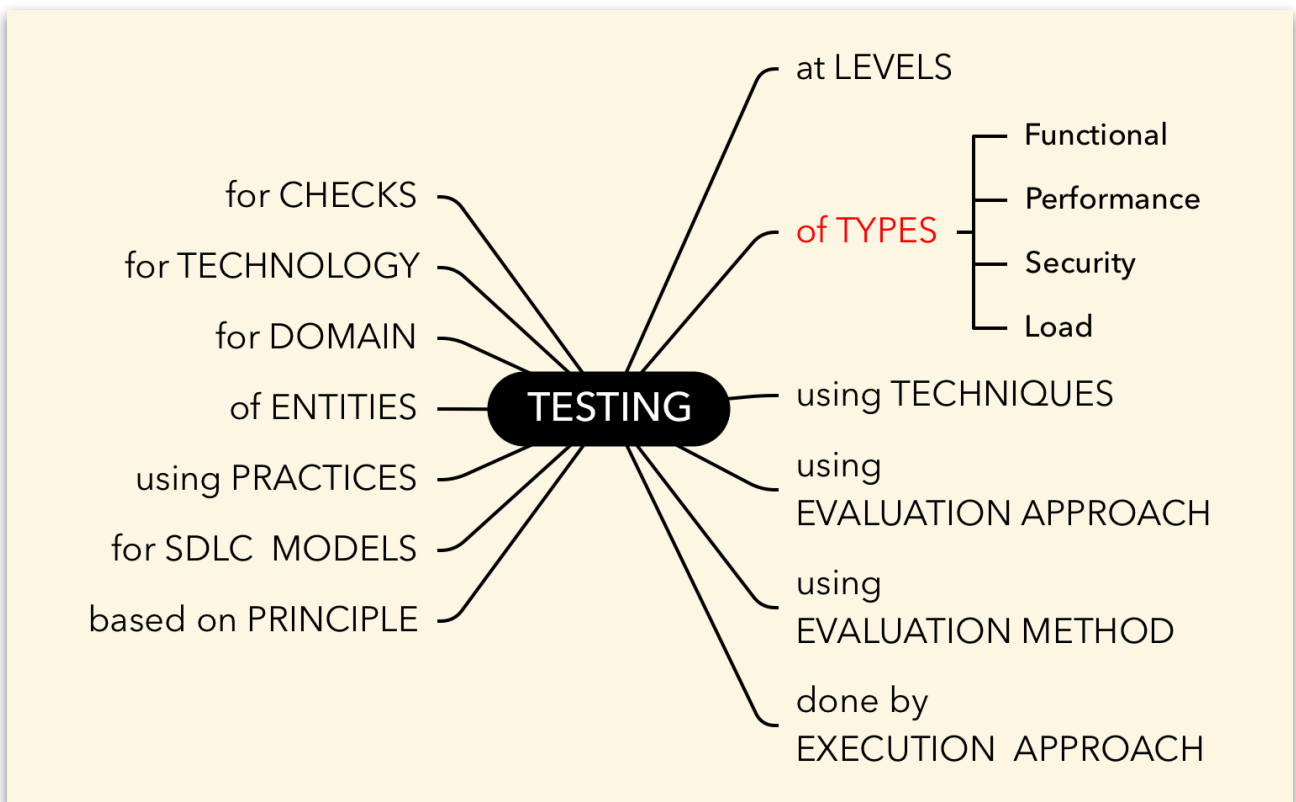 TESTING
at LEVELS
of TYPES
Functional
Performance
Security
Load
using TECHNIQUES
using
EVALUATION APPROACH
using
EVALUATION METHOD
done by
EXECUTION APPROACH
for CHECKS
for TECHNOLOGY
for DOMAIN
of ENTITIES
using PRACTICES
for SDLC MODELS
based on PRINCIPLE